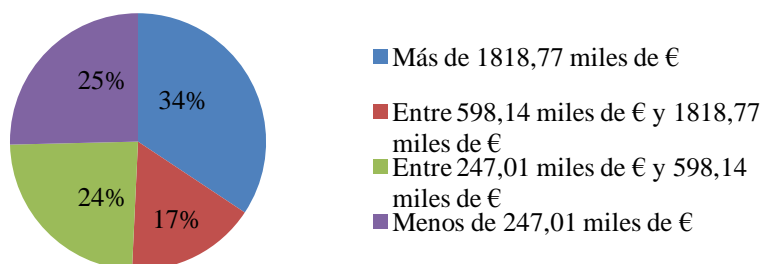 25%
34%
24%
17%
Más de 1818,77 miles de €
Entre 598,14 miles de € y 1818,77
miles de €
Entre 247,01 miles de € y 598,14
miles de €
Menos de 247,01 miles de €